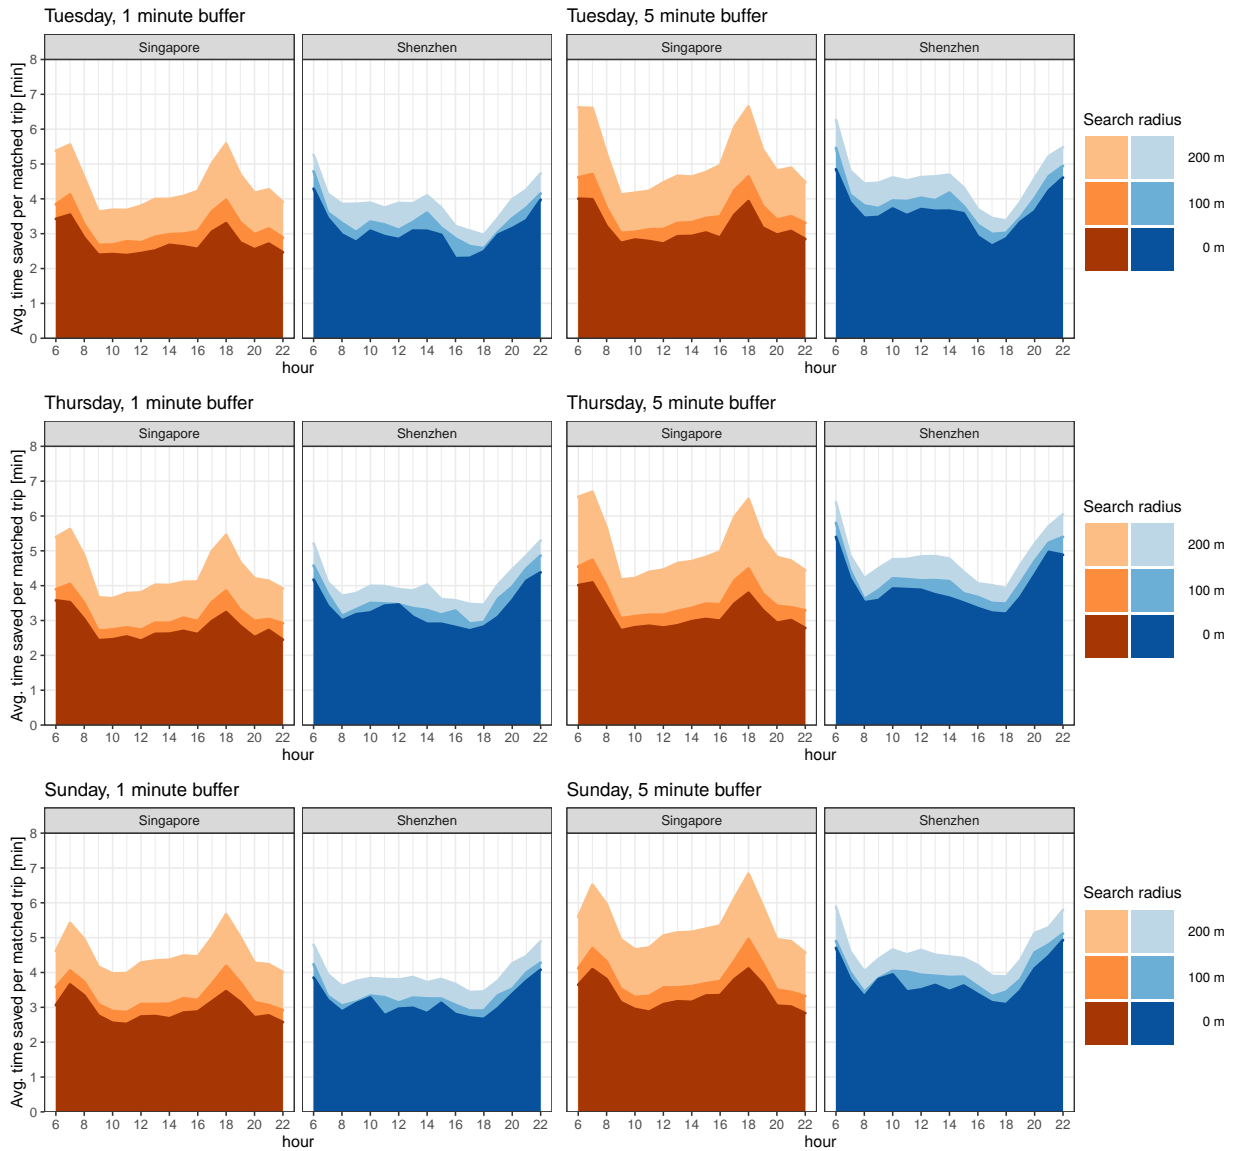 Tuesday, 1 minute buffer
Tuesday, 5 minute buffer
Singapore
Shenzhen
Singapore
Shenzhen
Avg. time saved per matched trip [min]
8
7
6
5
4
3
2
1
0
6 8 10 12 14 16 18 20 22
6 8 10 12 14 16 18 20 22
6 8 10 12 14 16 18 20 22
6 8 10 12 14 16 18 20 22
hour
hour
Search radius
200 m
100 m
0 m
Thursday, 1 minute buffer
Thursday, 5 minute buffer
Singapore
Shenzhen
Singapore
Shenzhen
Avg. time saved per matched trip [min]
8
7
6
5
4
3
2
1
0
6 8 10 12 14 16 18 20 22
6 8 10 12 14 16 18 20 22
6 8 10 12 14 16 18 20 22
6 8 10 12 14 16 18 20 22
hour
hour
Search radius
200 m
100 m
0 m
Sunday, 1 minute buffer
Sunday, 5 minute buffer
Singapore
Shenzhen
Singapore
Shenzhen
Avg. time saved per matched trip [min]
8
7
6
5
4
3
2
1
0
6 8 10 12 14 16 18 20 22
6 8 10 12 14 16 18 20 22
6 8 10 12 14 16 18 20 22
6 8 10 12 14 16 18 20 22
hour
hour
Search radius
200 m
100 m
0 m